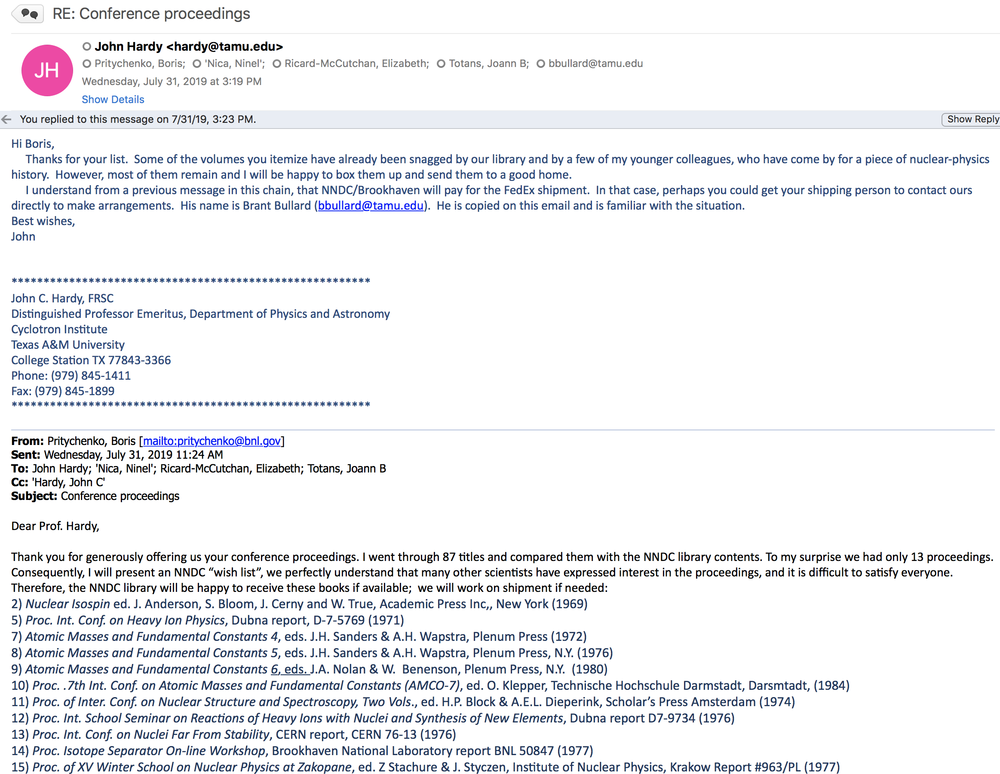 RE: Conference proceedings
John Hardy <hardy@tamu.edu>
JH
Pritychenko, Boris; 'Nica, Ninel'; Ricard-McCutchan, Elizabeth; Totans, Joann B; bbullard@tamu.edu
Wednesday, July 31, 2019 at 3:19 PM
Show Details
You replied to this message on 7/31/19, 3:23 PM.
Show Reply
Hi Boris,
Thanks for your list. Some of the volumes you itemize have already been snagged by our library and by a few of my younger colleagues, who have come by for a piece of nuclear-physics
history. However, most of them remain and I will be happy to box them up and send them to a good home.
I understand from a previous message in this chain, that NNDC/Brookhaven will pay for the FedEx shipment. In that case, perhaps you could get your shipping person to contact ours
directly to make arrangements. His name is Brant Bullard (bbullard@tamu.edu). He is copied on this email and is familiar with the situation.
Best wishes,
John
********************************************************
John C. Hardy, FRSC
Distinguished Professor Emeritus, Department of Physics and Astronomy
Cyclotron Institute
Texas A&M University
College Station TX 77843-3366
Phone: (979) 845-1411
Fax: (979) 845-1899
********************************************************
From: Pritychenko, Boris [mailto:pritychenko@bnl.gov]
Sent: Wednesday, July 31, 2019 11:24 AM
To: John Hardy; 'Nica, Ninel'; Ricard-McCutchan, Elizabeth; Totans, Joann B
Cc: 'Hardy, John C'
Subject: Conference proceedings
Dear Prof. Hardy,
Thank you for generously offering us your conference proceedings. I went through 87 titles and compared them with the NNDC library contents. To my surprise we had only 13 proceedings.
Consequently, I will present an NNDC “wish list”, we perfectly understand that many other scientists have expressed interest in the proceedings, and it is difficult to satisfy everyone.
Therefore, the NNDC library will be happy to receive these books if available; we will work on shipment if needed:
2) Nuclear Isospin ed. J. Anderson, S. Bloom, J. Cerny and W. True, Academic Press Inc,, New York (1969)
5) Proc. Int. Conf. on Heavy Ion Physics, Dubna report, D-7-5769 (1971)
7) Atomic Masses and Fundamental Constants 4, eds. J.H. Sanders & A.H. Wapstra, Plenum Press (1972)
8) Atomic Masses and Fundamental Constants 5, eds. J.H. Sanders & A.H. Wapstra, Plenum Press, N.Y. (1976)
9) Atomic Masses and Fundamental Constants 6, eds. J.A. Nolan & W. Benenson, Plenum Press, N.Y. (1980)
10) Proc. .7th Int. Conf. on Atomic Masses and Fundamental Constants (AMCO-7), ed. O. Klepper, Technische Hochschule Darmstadt, Darsmtadt, (1984)
11) Proc. of Inter. Conf. on Nuclear Structure and Spectroscopy, Two Vols., ed. H.P. Block & A.E.L. Dieperink, Scholar’s Press Amsterdam (1974)
12) Proc. Int. School Seminar on Reactions of Heavy Ions with Nuclei and Synthesis of New Elements, Dubna report D7-9734 (1976)
13) Proc. Int. Conf. on Nuclei Far From Stability, CERN report, CERN 76-13 (1976)
14) Proc. Isotope Separator On-line Workshop, Brookhaven National Laboratory report BNL 50847 (1977)
15) Proc. of XV Winter School on Nuclear Physics at Zakopane, ed. Z Stachure & J. Styczen, Institute of Nuclear Physics, Krakow Report #963/PL (1977)